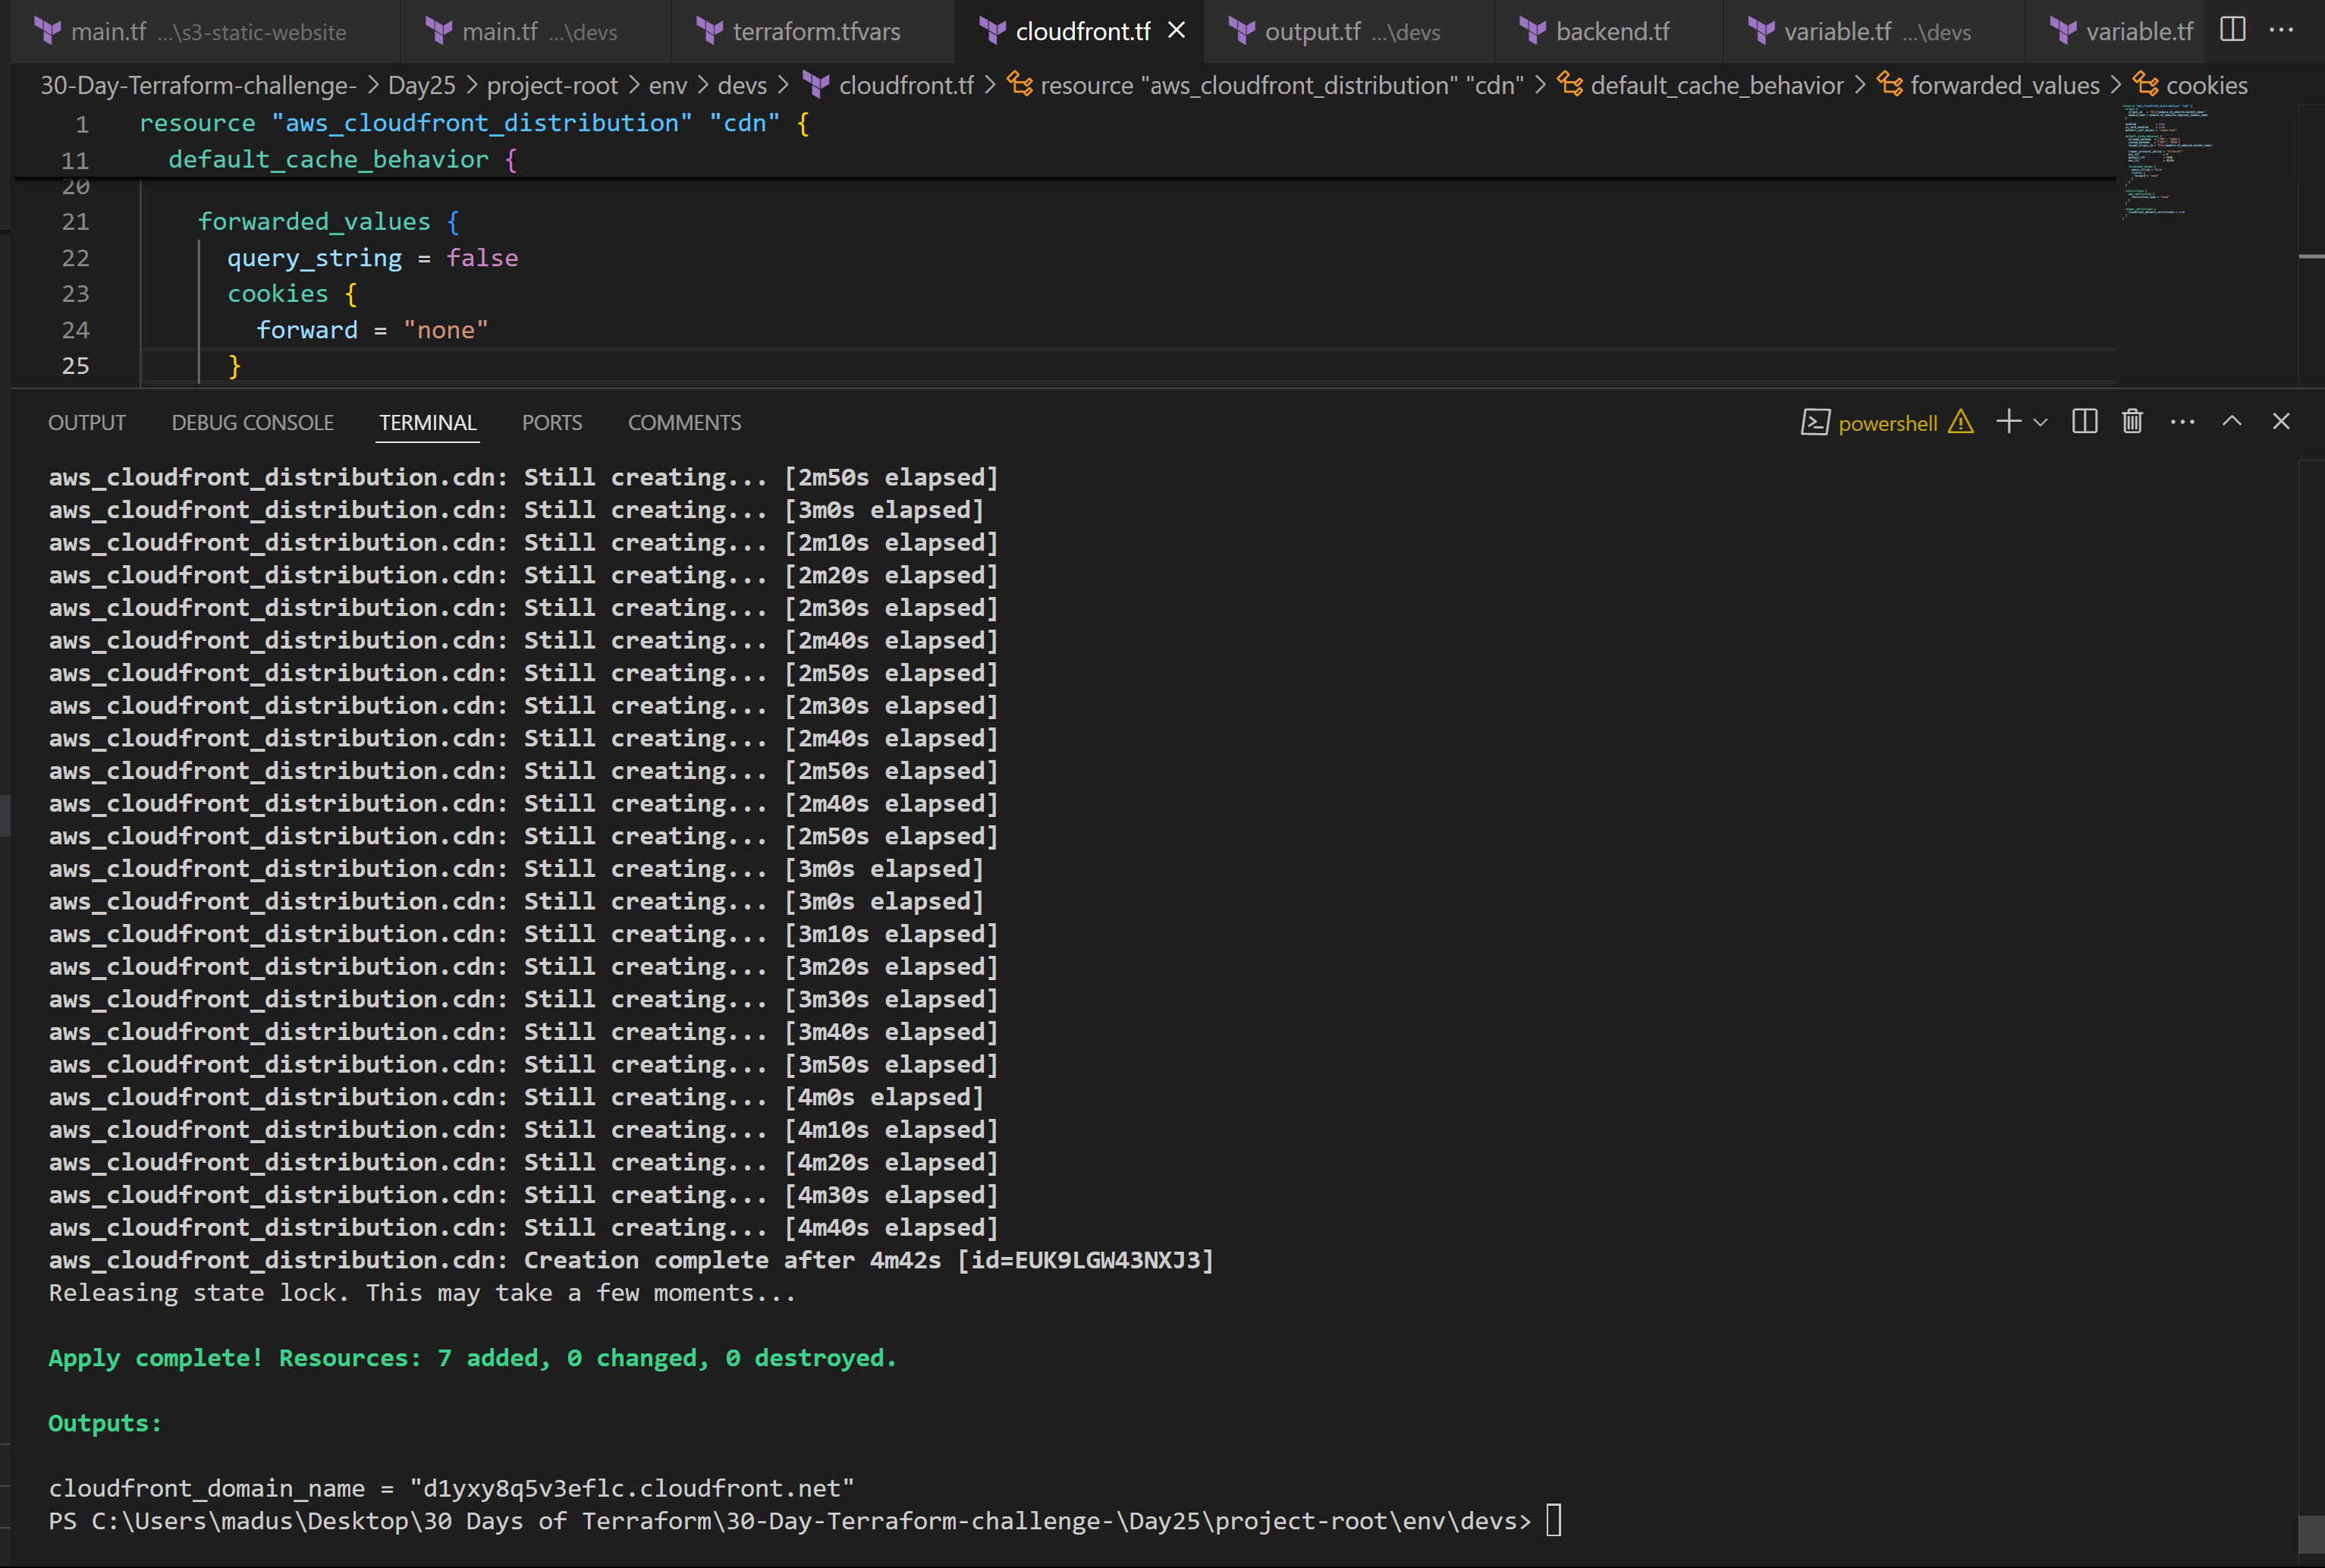 main.tf ...\s3-static-website main.tf ...\devs terraform.tfvars cloudfront.tf output.tf ...\devs backend.tf variable.tf ...\devs variable.tf
30-Day-Terraform-challenge- > Day25 > project-root > env > devs > cloudfront.tf > resource "aws_cloudfront_distribution" "cdn" > default_cache_behavior > forwarded_values > cookies
1 resource "aws_cloudfront_distribution" "cdn" {
11 default_cache_behavior {
20
21 forwarded_values {
22 query_string = false
23 cookies {
24 forward = "none"
25 }
OUTPUT DEBUG CONSOLE TERMINAL PORTS COMMENTS powershell
aws_cloudfront_distribution.cdn: Still creating... [2m50s elapsed]
aws_cloudfront_distribution.cdn: Still creating... [3m0s elapsed]
aws_cloudfront_distribution.cdn: Still creating... [2m10s elapsed]
aws_cloudfront_distribution.cdn: Still creating... [2m20s elapsed]
aws_cloudfront_distribution.cdn: Still creating... [2m30s elapsed]
aws_cloudfront_distribution.cdn: Still creating... [2m40s elapsed]
aws_cloudfront_distribution.cdn: Still creating... [2m50s elapsed]
aws_cloudfront_distribution.cdn: Still creating... [2m30s elapsed]
aws_cloudfront_distribution.cdn: Still creating... [2m40s elapsed]
aws_cloudfront_distribution.cdn: Still creating... [2m50s elapsed]
aws_cloudfront_distribution.cdn: Still creating... [2m40s elapsed]
aws_cloudfront_distribution.cdn: Still creating... [2m50s elapsed]
aws_cloudfront_distribution.cdn: Still creating... [3m0s elapsed]
aws_cloudfront_distribution.cdn: Still creating... [3m0s elapsed]
aws_cloudfront_distribution.cdn: Still creating... [3m10s elapsed]
aws_cloudfront_distribution.cdn: Still creating... [3m20s elapsed]
aws_cloudfront_distribution.cdn: Still creating... [3m30s elapsed]
aws_cloudfront_distribution.cdn: Still creating... [3m40s elapsed]
aws_cloudfront_distribution.cdn: Still creating... [3m50s elapsed]
aws_cloudfront_distribution.cdn: Still creating... [4m0s elapsed]
aws_cloudfront_distribution.cdn: Still creating... [4m10s elapsed]
aws_cloudfront_distribution.cdn: Still creating... [4m20s elapsed]
aws_cloudfront_distribution.cdn: Still creating... [4m30s elapsed]
aws_cloudfront_distribution.cdn: Still creating... [4m40s elapsed]
aws_cloudfront_distribution.cdn: Creation complete after 4m42s [id=EUK9LGW43NXJ3]
Releasing state lock. This may take a few moments...
Apply complete! Resources: 7 added, 0 changed, 0 destroyed.
Outputs:
cloudfront_domain_name = "d1yxy8q5v3eflc.cloudfront.net"
PS C:\Users\madus\Desktop\30 Days of Terraform\30-Day-Terraform-challenge-\Day25\project-root\env\devs>